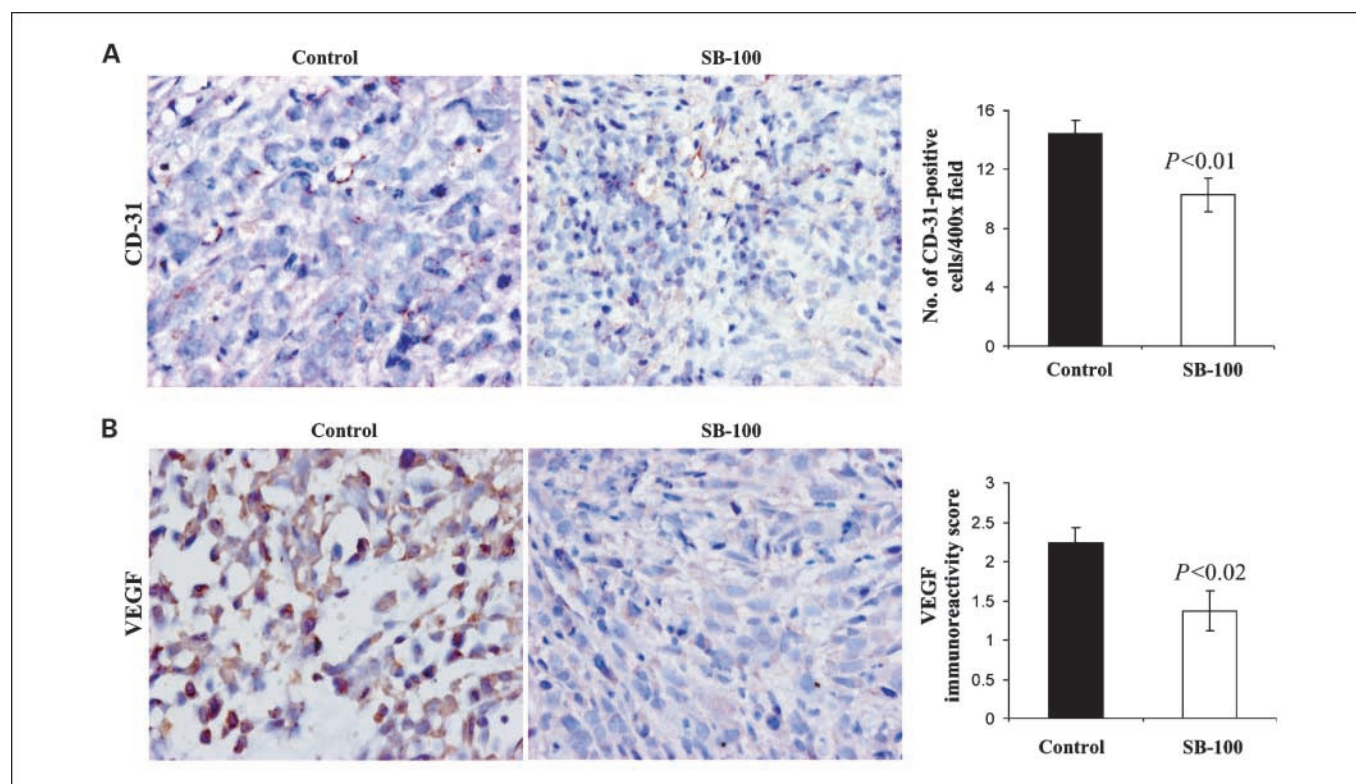 A
Control
SB-100
CD-31
No. of CD-31-positive
cells/400x field
16
12
8
4
0
P<0.01
Control
SB-100
B
Control
SB-100
VEGF
VEGF
immunoreactivity score
3
2.5
2
1.5
1
0.5
0
P<0.02
Control
SB-100